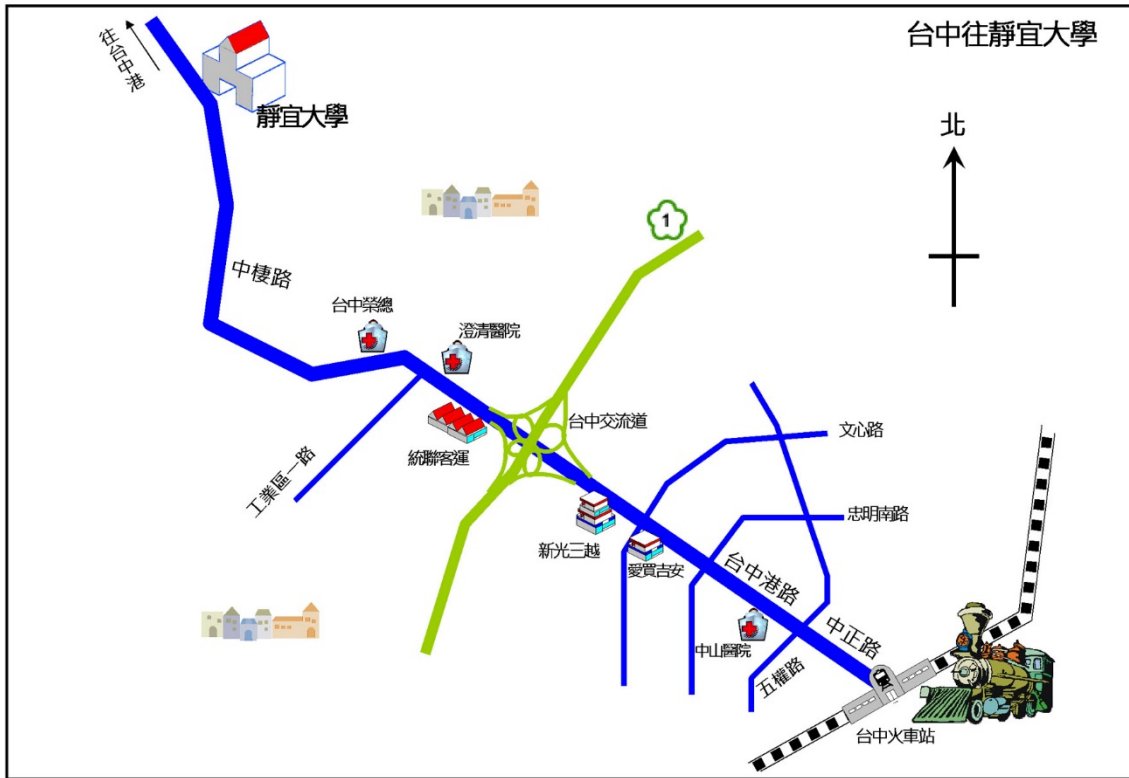 台中往靜宜大學
往台中港
靜宜大學
北
1
中棲路
台中榮總
澄清醫院
台中交流道
文心路
統聯客運
工業區一路
忠明南路
新光三越
愛買吉安
台中港路
中正路
中山醫院
五權路
台中火車站